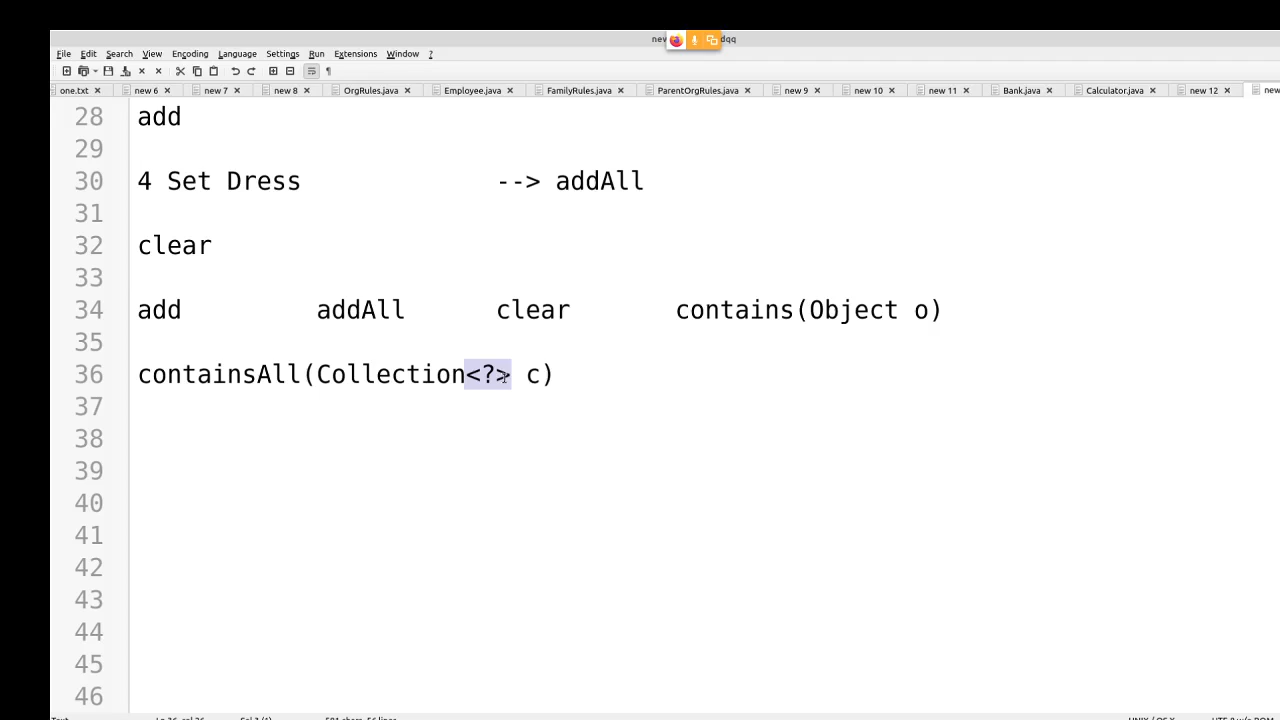 new dqq
File Edit Search View Encoding Language Settings Run Extensions Window ?
one.txt new 6 new 7 new 8 OrgRules.java Employee.java FamilyRules.java ParentOrgRules.java new 9 new 10 new 11 Bank.java Calculator.java new 12 new
28 add
29
30 4 Set Dress --> addAll
31
32 clear
33
34 add addAll clear contains(Object o)
35
36 containsAll(Collection<?> c)
37
38
39
40
41
42
43
44
45
46